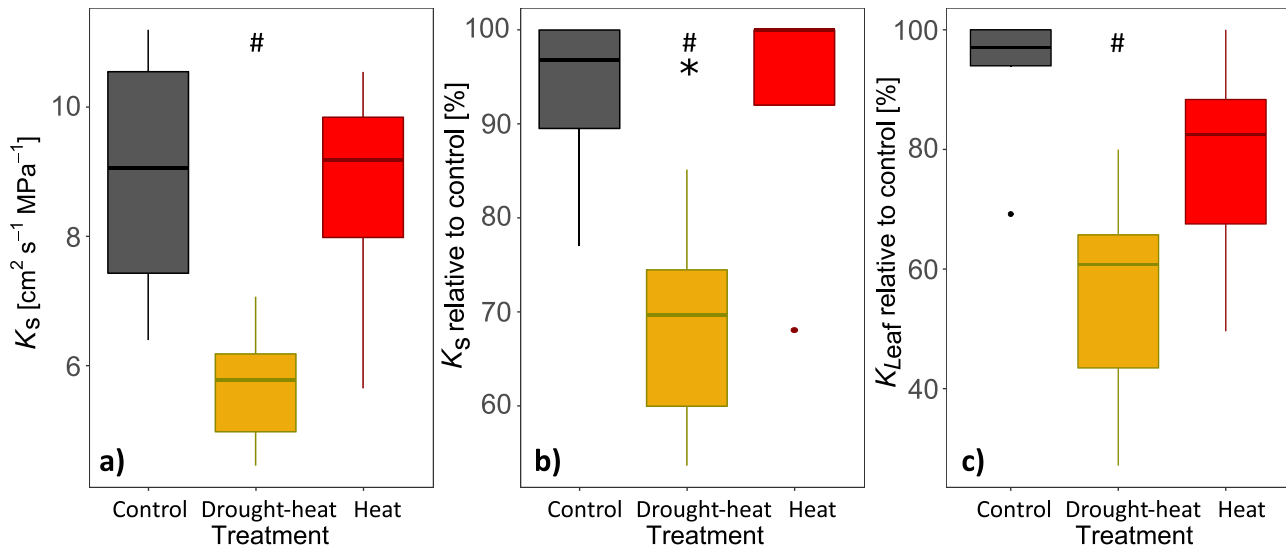 K_S [cm² s⁻¹ MPa⁻¹]
10
8
6
#
a)
Control Drought-heat Heat
Treatment
K_S relative to control [%]
100
90
80
70
60
#
*
b)
Control Drought-heat Heat
Treatment
K_Leaf relative to control [%]
100
80
60
40
#
c)
Control Drought-heat Heat
Treatment